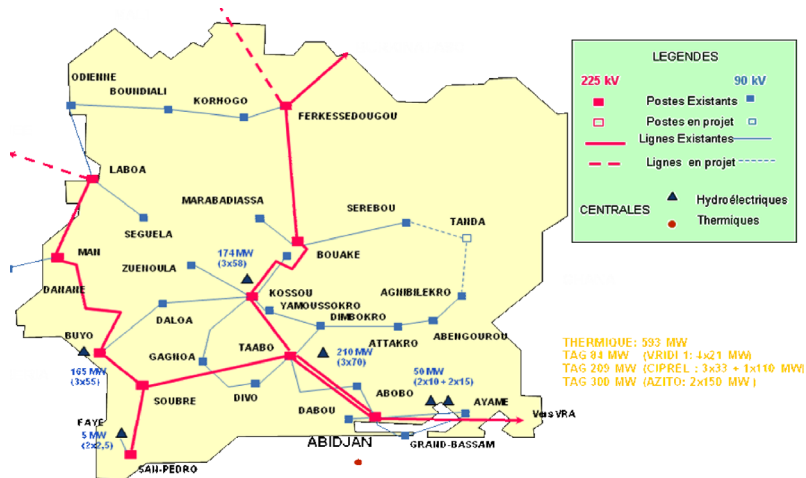 ODIENNE
BOUNDIALI
KORHOGO
FERKESSEDOUGOU
LABOA
MARABADIASSA
SEREBOU
TANDA
SEGUELA
MAN
ZUENOULA
174 MW
(3x58)
BOUAKE
DANANE
KOSSOU
YAMOUSSOKRO
AGNIBILEKRO
DALOA
DIMBOKRO
BUYO
GAGNOA
TAABO
ATTAKRO
ABENGOUROU
165 MW
(3x55)
210 MW
(3x70)
50 MW
(2x10 + 2x15)
SOUBRE
DIVO
ABOBO
AYAME
DABOU
FAYE
5 MW
(2x2,5)
Vers VRA
ABIDJAN
GRAND-BASSAM
SAN-PEDRO
LEGENDES
225 kV
90 kV
Postes Existants
Postes en projet
Lignes Existantes
Lignes en projet
CENTRALES
Hydroélectriques
Thermiques
THERMIQUE: 593 MW
TAG 84 MW (VRIDI 1: 4x21 MW)
TAG 209 MW (CIPREL : 3x33 + 1x110 MW)
TAG 300 MW (AZITO: 2x150 MW )